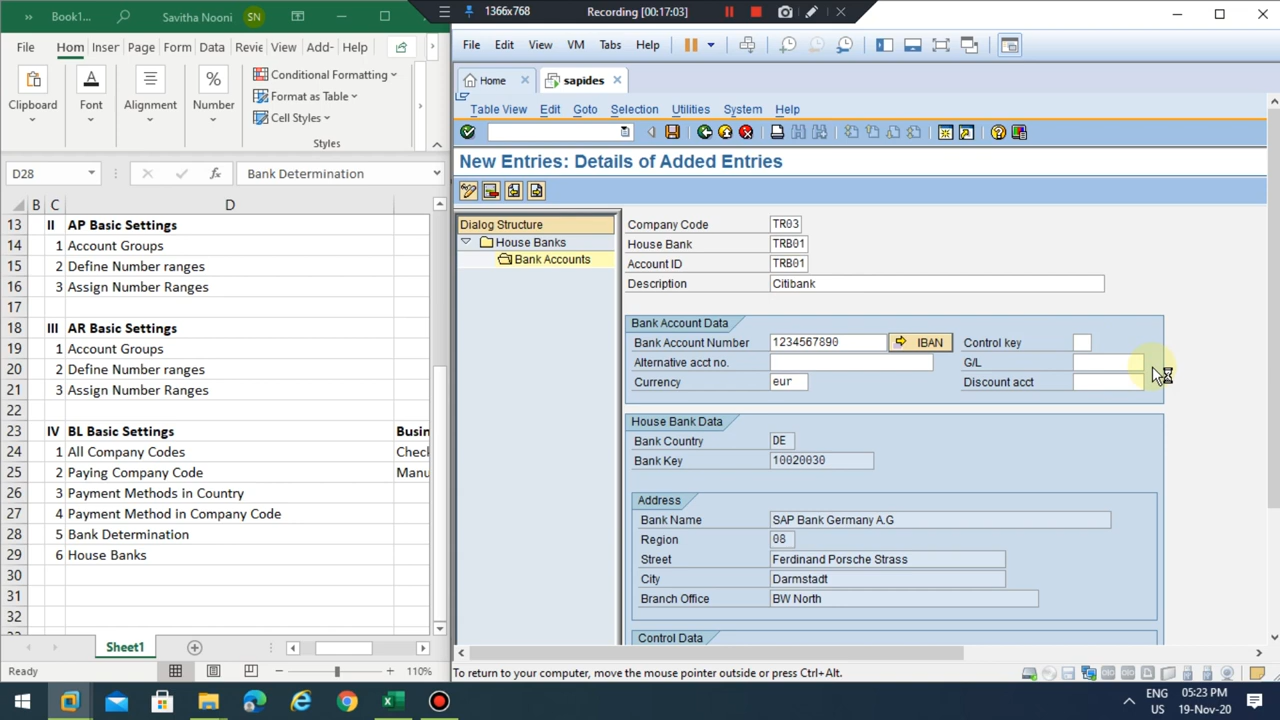 Book1...
Savitha Nooni
SN
File
Hom
Inser
Page
Form
Data
Revie
View
Add-
Help
Clipboard
Font
Alignment
Number
Conditional Formatting
Format as Table
Cell Styles
Styles
D28
fx
Bank Determination
B
C
D
13 II AP Basic Settings
14 1 Account Groups
15 2 Define Number ranges
16 3 Assign Number Ranges
17
18 III AR Basic Settings
19 1 Account Groups
20 2 Define Number ranges
21 3 Assign Number Ranges
22
23 IV BL Basic Settings Busin
24 1 All Company Codes Check
25 2 Paying Company Code Manu
26 3 Payment Methods in Country
27 4 Payment Method in Company Code
28 5 Bank Determination
29 6 House Banks
30
31
32
Sheet1
Ready
110%
1366x768
Recording [00:17:03]
File Edit View VM Tabs Help
Home
sapides
Table View Edit Goto Selection Utilities System Help
New Entries: Details of Added Entries
Dialog Structure
House Banks
Bank Accounts
Company Code TR03
House Bank TRB01
Account ID TRB01
Description Citibank
Bank Account Data
Bank Account Number 1234567890 IBAN Control key
Alternative acct no. G/L
Currency eur Discount acct
House Bank Data
Bank Country DE
Bank Key 10020030
Address
Bank Name SAP Bank Germany A.G
Region 08
Street Ferdinand Porsche Strass
City Darmstadt
Branch Office BW North
Control Data
To return to your computer, move the mouse pointer outside or press Ctrl+Alt.
ENG
US
05:23 PM
19-Nov-20